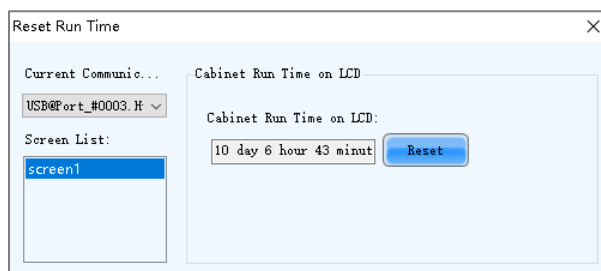 Reset Run Time
Current Communic...
USB@Port_#0003.H
Screen List:
screen1
Cabinet Run Time on LCD
Cabinet Run Time on LCD:
10 day 6 hour 43 minut
Reset